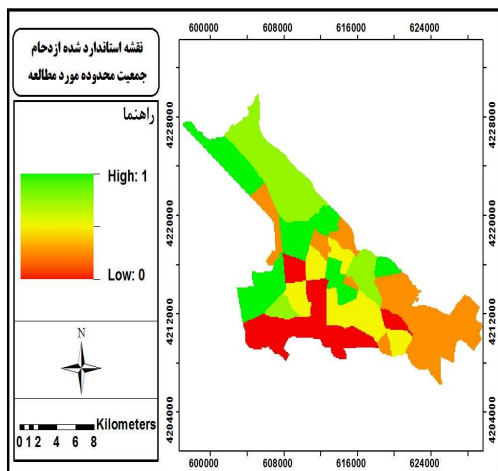 نقشه استاندارد شده ازدحام
جمعیت محدوده مورد مطالعه
راهنما
High: 1
Low: 0
N
Kilometers
0 1 2 4 6 8
600000 608000 616000 624000
4228000
4220000
4212000
4204000
4228000
4220000
4212000
4204000
600000 608000 616000 624000